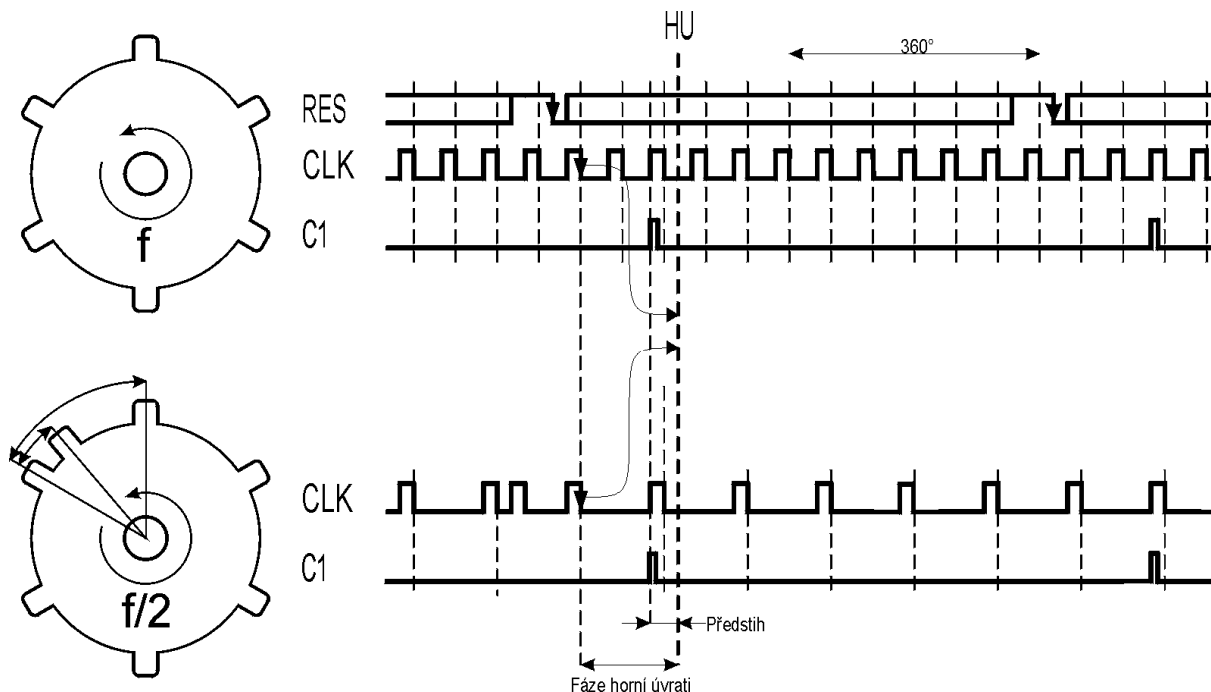 HU
360°
RES
CLK
C1
f
CLK
C1
f/2
Předstih
Fáze horní úvrati